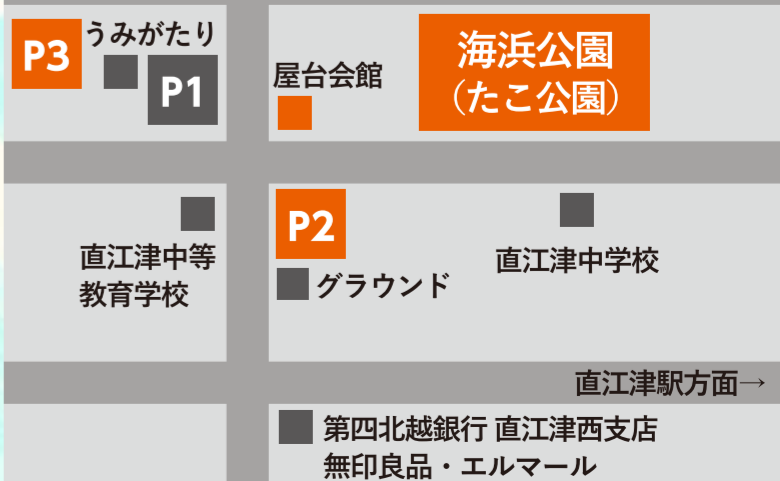 P3
うみがたり
P1
屋台会館
海浜公園
（たこ公園）
直江津中等
教育学校
P2
グラウンド
直江津中学校
直江津駅方面→
第四北越銀行 直江津西支店
無印良品・エルマール